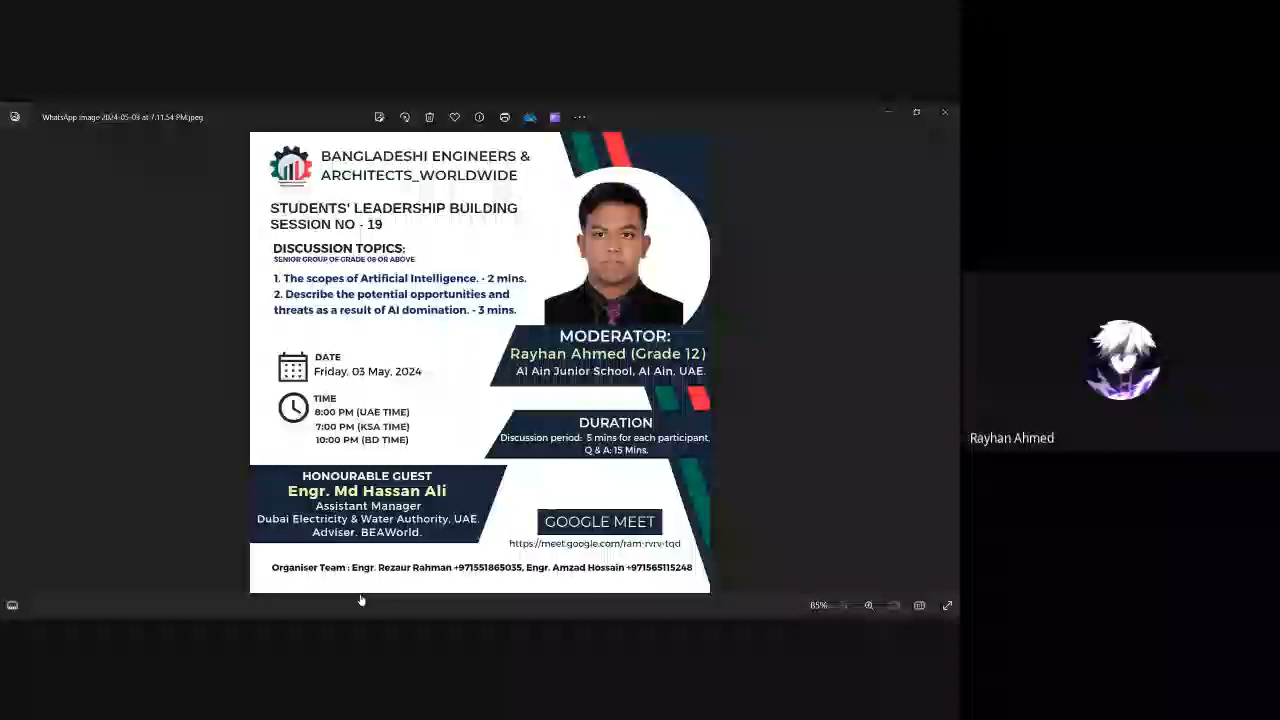 WhatsApp Image 2024-05-03 at 7.11.54 PM.jpeg
BANGLADESHI ENGINEERS &
ARCHITECTS_WORLDWIDE
STUDENTS' LEADERSHIP BUILDING
SESSION NO - 19
DISCUSSION TOPICS:
SENIOR GROUP OF GRADE 08 OR ABOVE
1. The scopes of Artificial Intelligence. - 2 mins.
2. Describe the potential opportunities and
threats as a result of AI domination. - 3 mins.
MODERATOR:
Rayhan Ahmed (Grade 12)
Al Ain Junior School, Al Ain, UAE.
DATE
Friday, 03 May, 2024
TIME
8:00 PM (UAE TIME)
7:00 PM (KSA TIME)
10:00 PM (BD TIME)
DURATION
Discussion period: 5 mins for each participant,
Q & A: 15 Mins.
HONOURABLE GUEST
Engr. Md Hassan Ali
Assistant Manager
Dubai Electricity & Water Authority, UAE.
Adviser. BEAWorld.
GOOGLE MEET
https://meet.google.com/ram-rvrv-tqd
Organiser Team : Engr. Rezaur Rahman +971551865035, Engr. Amzad Hossain +971565115248
85%
Rayhan Ahmed